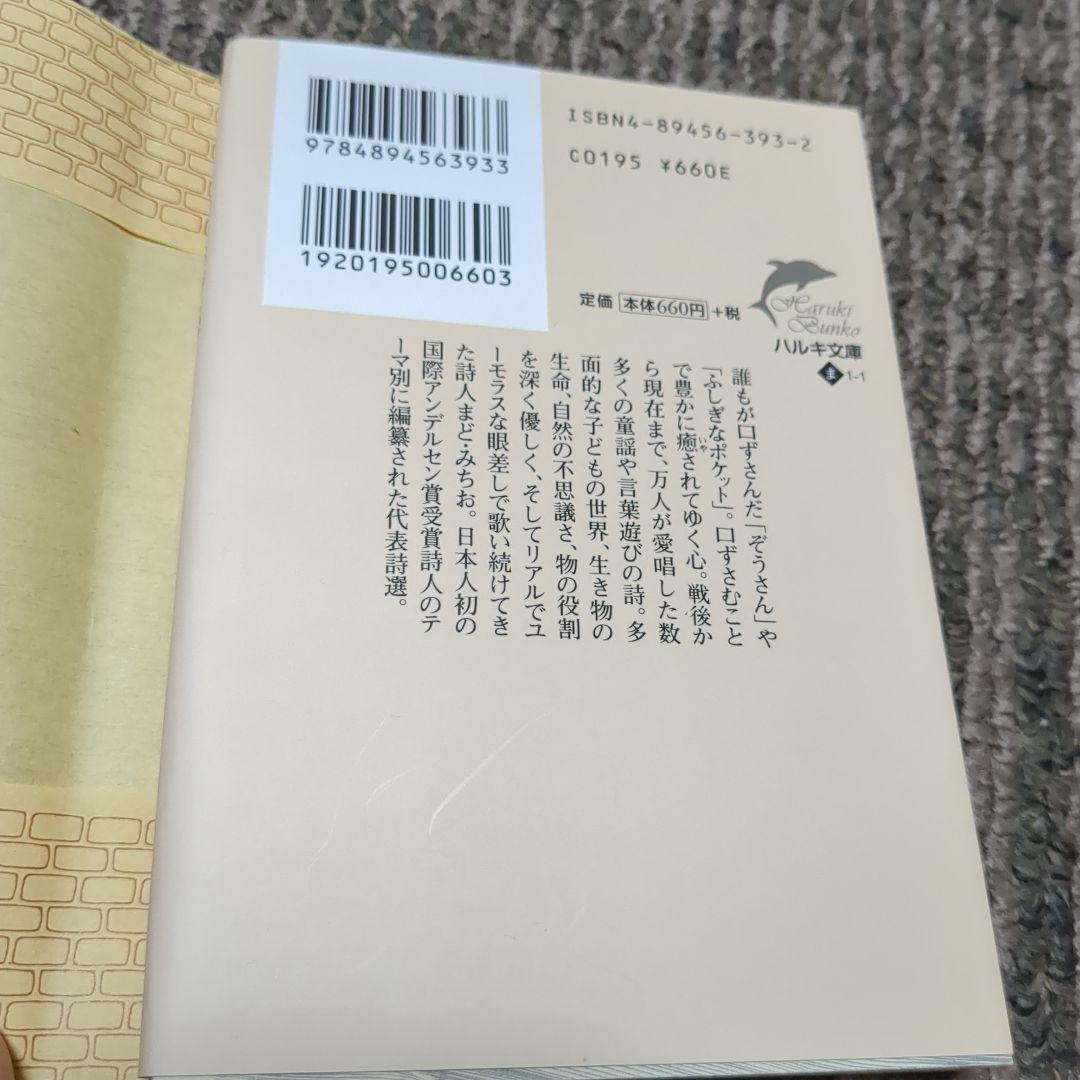 9784894563933
1920195006603
ISBN4-89456-393-2
C0195 ¥660E
定価 本体660円 +税
Haruki
Bunko
ハルキ文庫
ま 1-1
誰もが口ずさんだ「ぞうさん」や
「ふしぎなポケット」。口ずさむこと
で豊かに癒されてゆく心。戦後か
いや
ら現在まで、万人が愛唱した数
多くの童謡や言葉遊びの詩。多
面的な子どもの世界、生き物の
生命、自然の不思議さ、物の役割
を深く優しく、そしてリアルでユ
ーモラスな眼差しで歌い続けてき
た詩人まど・みちお。日本人初の
国際アンデルセン賞受賞詩人のテ
ーマ別に編纂された代表詩選。